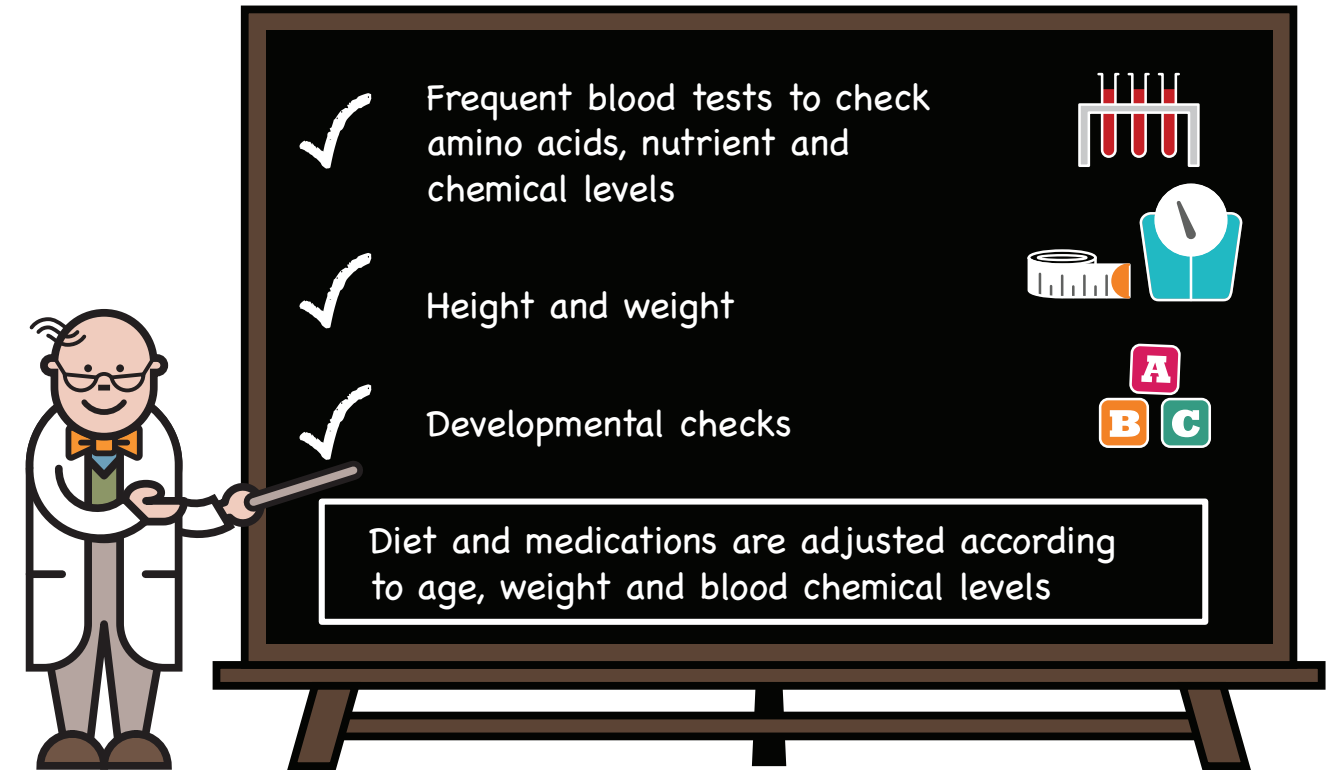 Frequent blood tests to check
amino acids, nutrient and
chemical levels
Height and weight
A
B C
Developmental checks
Diet and medications are adjusted according
to age, weight and blood chemical levels